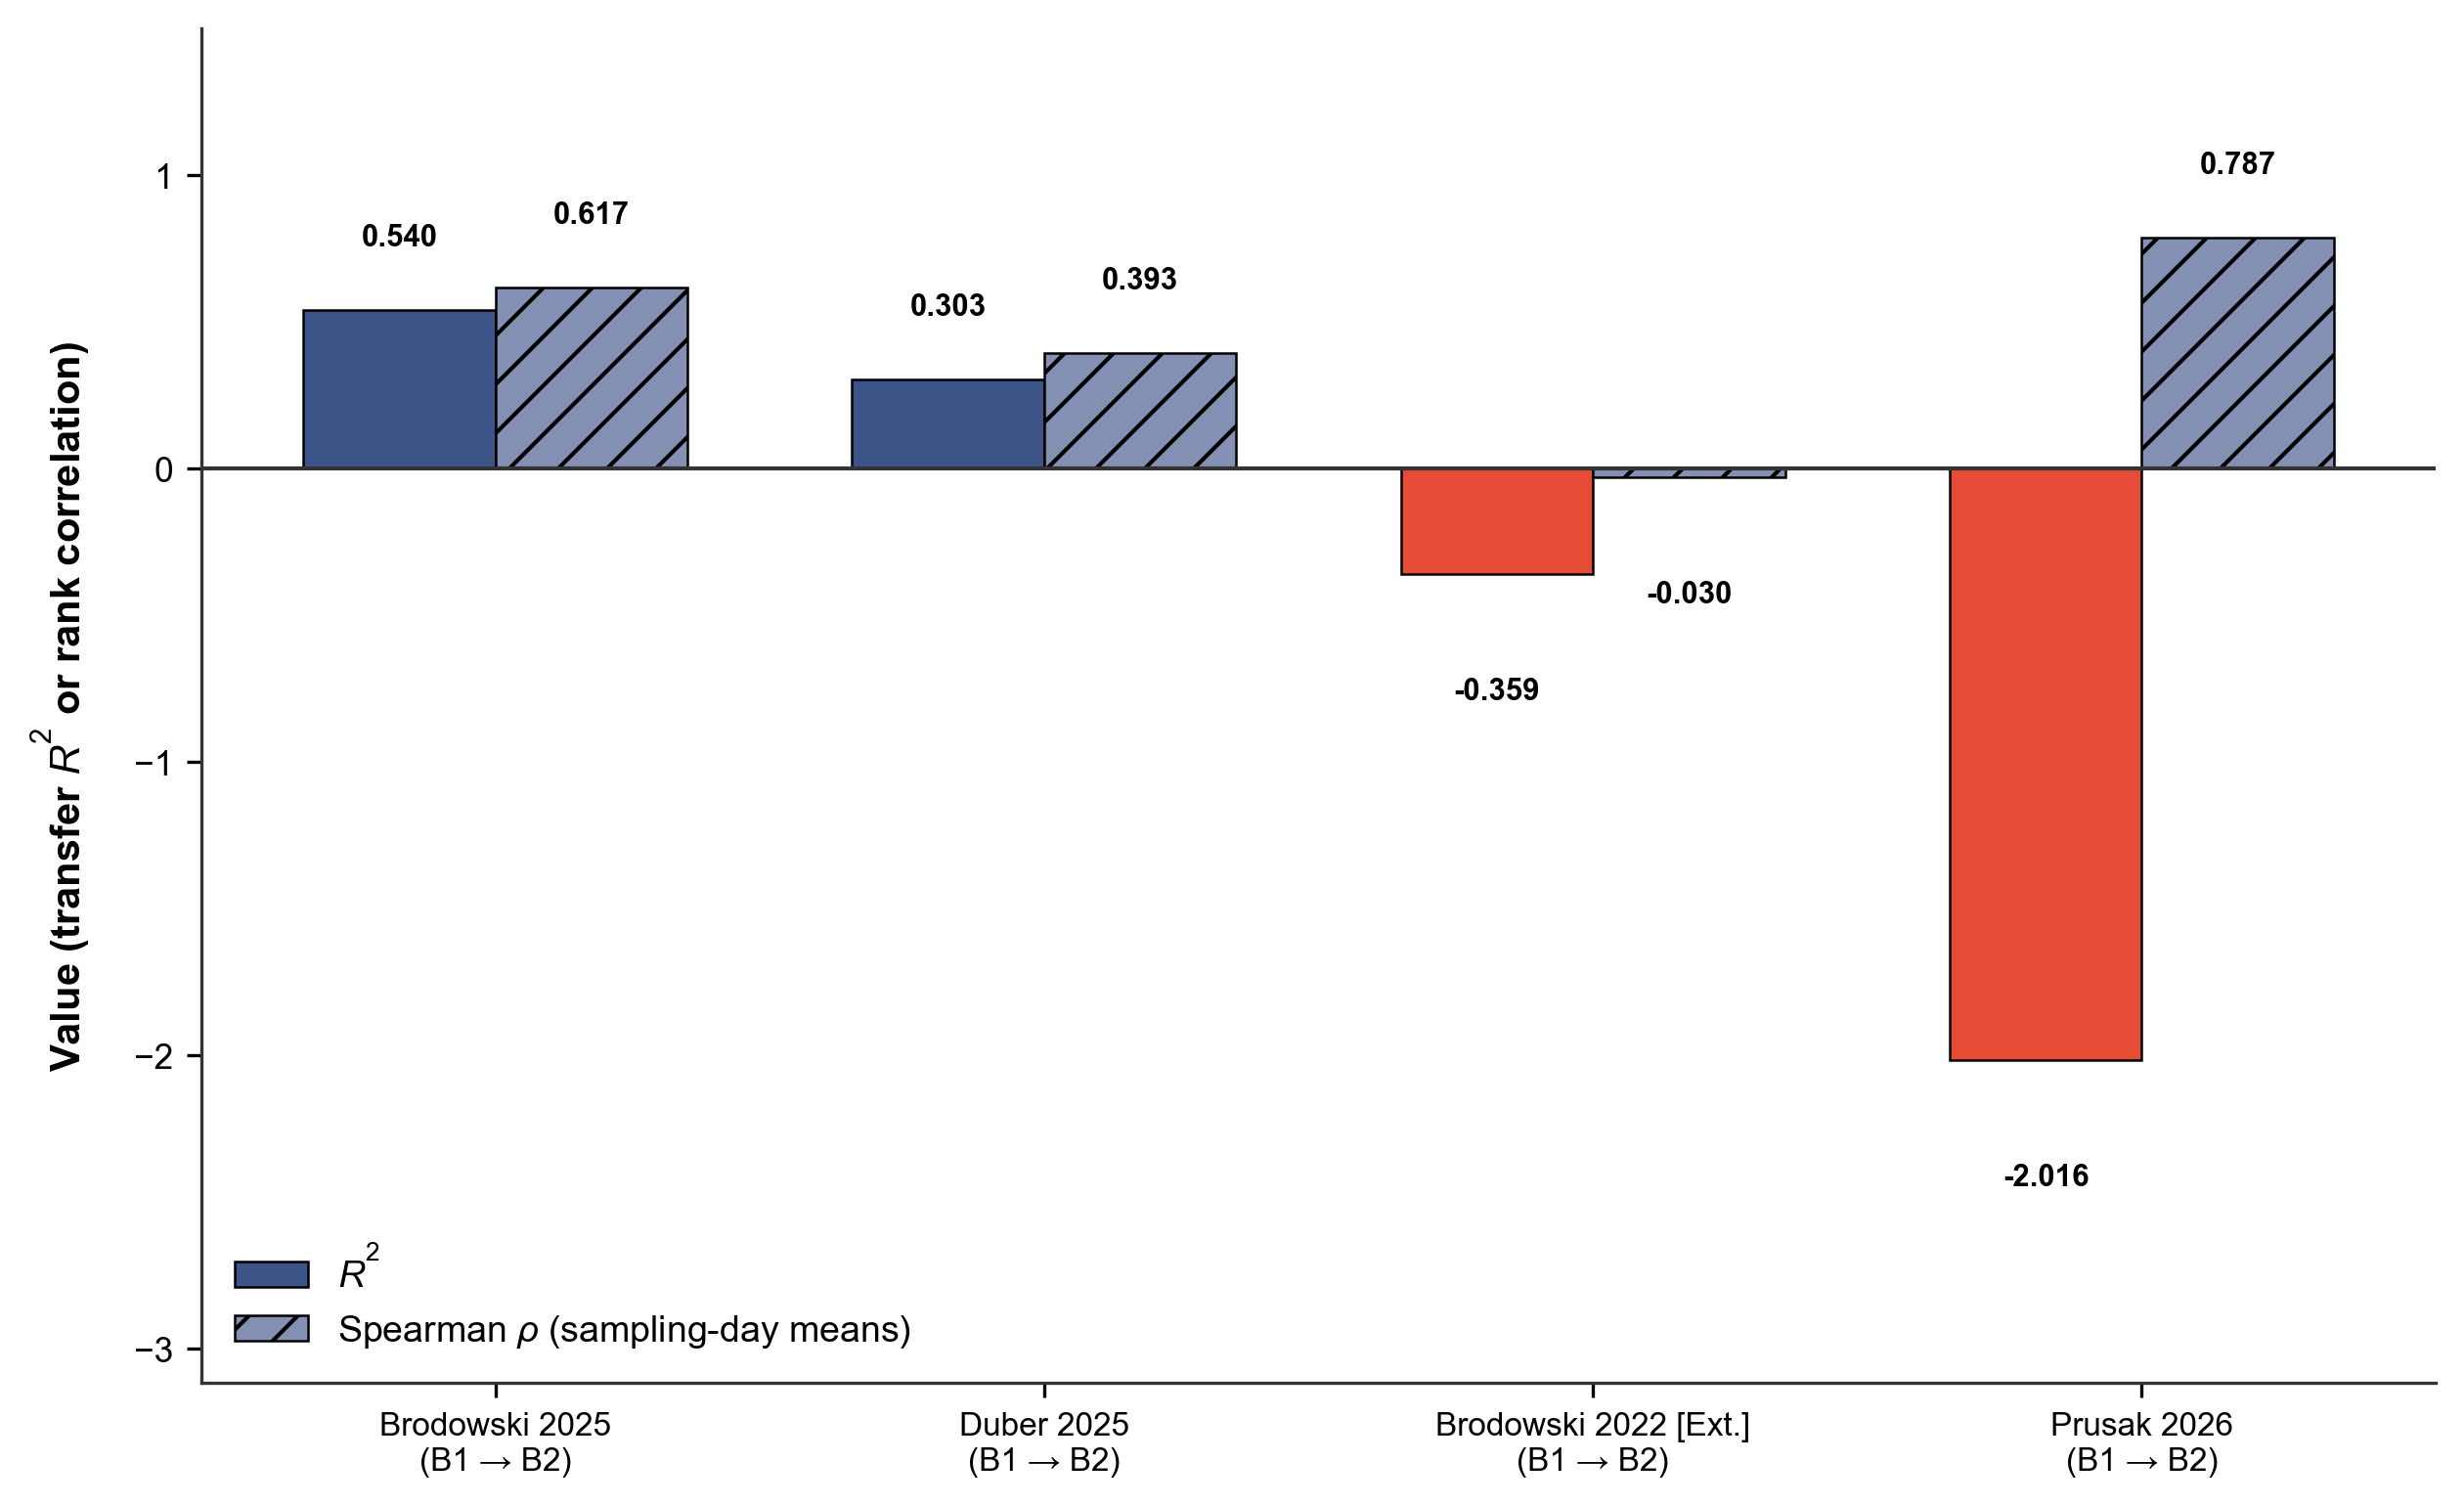 Value (transfer R² or rank correlation)
1
0
−1
−2
−3
0.540
0.617
0.303
0.393
-0.359
-0.030
-2.016
0.787
R²
Spearman ρ (sampling-day means)
Brodowski 2025
(B1 → B2)
Duber 2025
(B1 → B2)
Brodowski 2022 [Ext.]
(B1 → B2)
Prusak 2026
(B1 → B2)